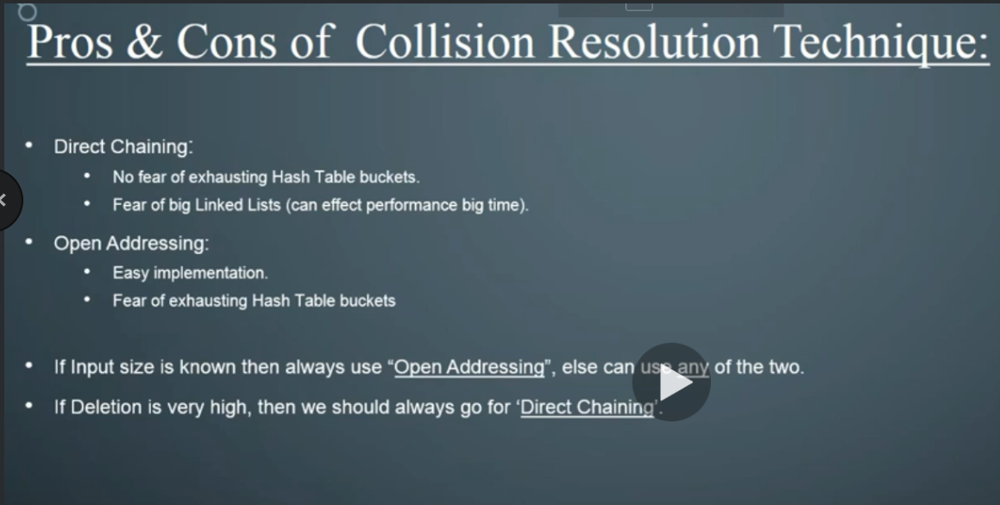 Pros & Cons of Collision Resolution Technique:
• Direct Chaining:
• No fear of exhausting Hash Table buckets.
• Fear of big Linked Lists (can effect performance big time).
• Open Addressing:
• Easy implementation.
• Fear of exhausting Hash Table buckets
• If Input size is known then always use “Open Addressing”, else can use any of the two.
• If Deletion is very high, then we should always go for ‘Direct Chaining’.